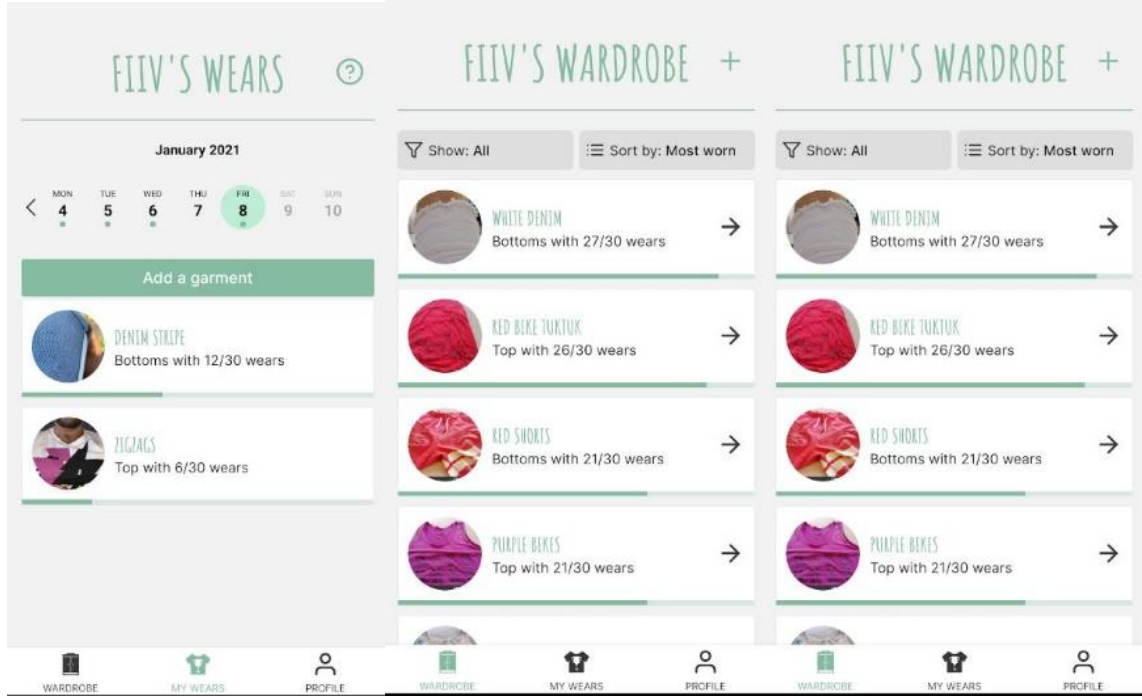 FIIV'S WEARS
January 2021
MON TUE WED THU FRI SAT SUN
4 5 6 7 8 9 10
Add a garment
DENIM STRIPE
Bottoms with 12/30 wears
ZIGZAGS
Top with 6/30 wears
WARDROBE MY WEARS PROFILE
FIIV'S WARDROBE +
Show: All Sort by: Most worn
WHITE DENIM
Bottoms with 27/30 wears
RED BIKE TUKTUK
Top with 26/30 wears
RED SHORTS
Bottoms with 21/30 wears
PURPLE BIKES
Top with 21/30 wears
WARDROBE MY WEARS PROFILE
FIIV'S WARDROBE +
Show: All Sort by: Most worn
WHITE DENIM
Bottoms with 27/30 wears
RED BIKE TUKTUK
Top with 26/30 wears
RED SHORTS
Bottoms with 21/30 wears
PURPLE BIKES
Top with 21/30 wears
WARDROBE MY WEARS PROFILE